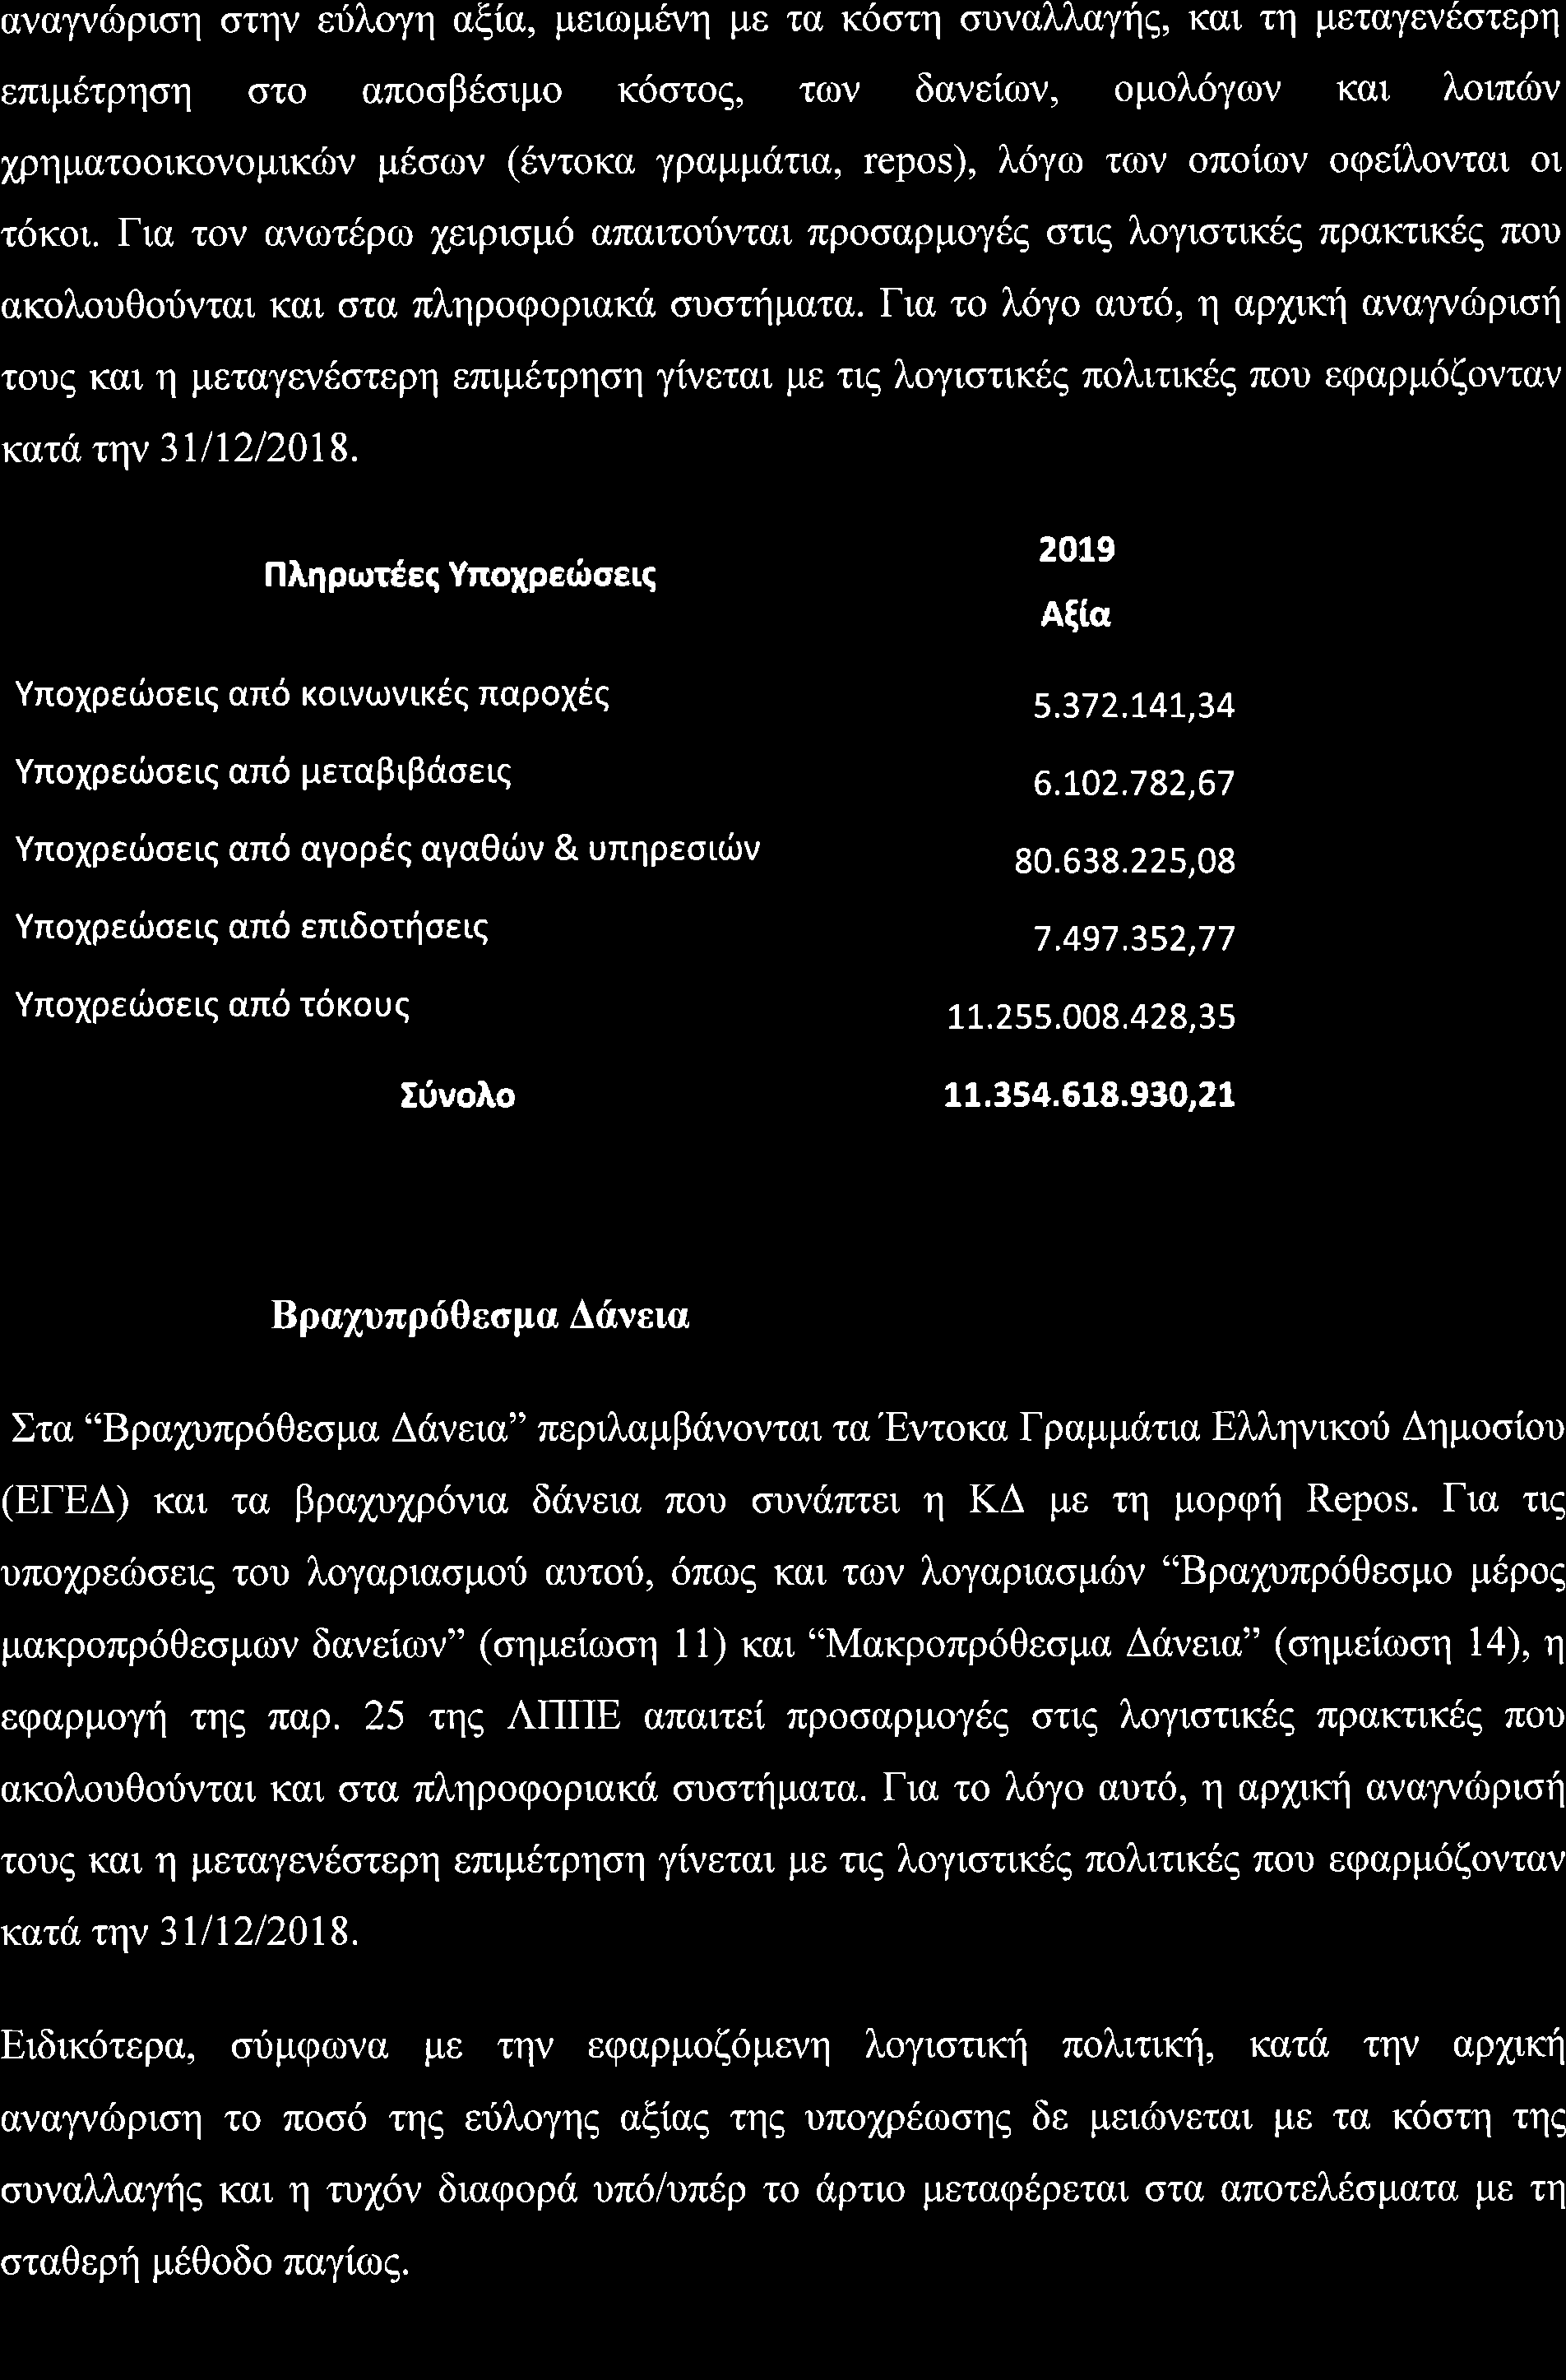 αναγνώριση στην εύλογη αξία, μειωμένη με τα κόστη συναλλαγής, και τη μεταγενέστερη
επιμέτρηση στο αποσβέσιμο κόστος, των δανείων, ομολόγων και λοιπών
χρηματοοικονομικών μέσων (έντοκα γραμμάτια, repos), λόγω των οποίων οφείλονται οι
τόκοι. Για τον ανωτέρω χειρισμό απαιτούνται προσαρμογές στις λογιστικές πρακτικές που
ακολουθούνται και στα πληροφοριακά συστήματα. Για το λόγο αυτό, η αρχική αναγνώρισή
τους και η μεταγενέστερη επιμέτρηση γίνεται με τις λογιστικές πολιτικές που εφαρμόζονταν
κατά την 31/12/2018.
Πληρωτέες Υποχρεώσεις 2019
Αξία
Υποχρεώσεις από κοινωνικές παροχές 5.372.141,34
Υποχρεώσεις από μεταβιβάσεις 6.102.782,67
Υποχρεώσεις από αγορές αγαθών & υπηρεσιών 80.638.225,08
Υποχρεώσεις από επιδοτήσεις 7.497.352,77
Υποχρεώσεις από τόκους 11.255.008.428,35
Σύνολο 11.354.618.930,21
Βραχυπρόθεσμα Δάνεια
Στα “Βραχυπρόθεσμα Δάνεια” περιλαμβάνονται τα Έντοκα Γραμμάτια Ελληνικού Δημοσίου
(ΕΓΕΔ) και τα βραχυχρόνια δάνεια που συνάπτει η ΚΔ με τη μορφή Repos. Για τις
υποχρεώσεις του λογαριασμού αυτού, όπως και των λογαριασμών “Βραχυπρόθεσμο μέρος
μακροπρόθεσμων δανείων” (σημείωση 11) και “Μακροπρόθεσμα Δάνεια” (σημείωση 14), η
εφαρμογή της παρ. 25 της ΛΠΠΕ απαιτεί προσαρμογές στις λογιστικές πρακτικές που
ακολουθούνται και στα πληροφοριακά συστήματα. Για το λόγο αυτό, η αρχική αναγνώρισή
τους και η μεταγενέστερη επιμέτρηση γίνεται με τις λογιστικές πολιτικές που εφαρμόζονταν
κατά την 31/12/2018.
Ειδικότερα, σύμφωνα με την εφαρμοζόμενη λογιστική πολιτική, κατά την αρχική
αναγνώριση το ποσό της εύλογης αξίας της υποχρέωσης δε μειώνεται με τα κόστη της
συναλλαγής και η τυχόν διαφορά υπό/υπέρ το άρτιο μεταφέρεται στα αποτελέσματα με τη
σταθερή μέθοδο παγίως.